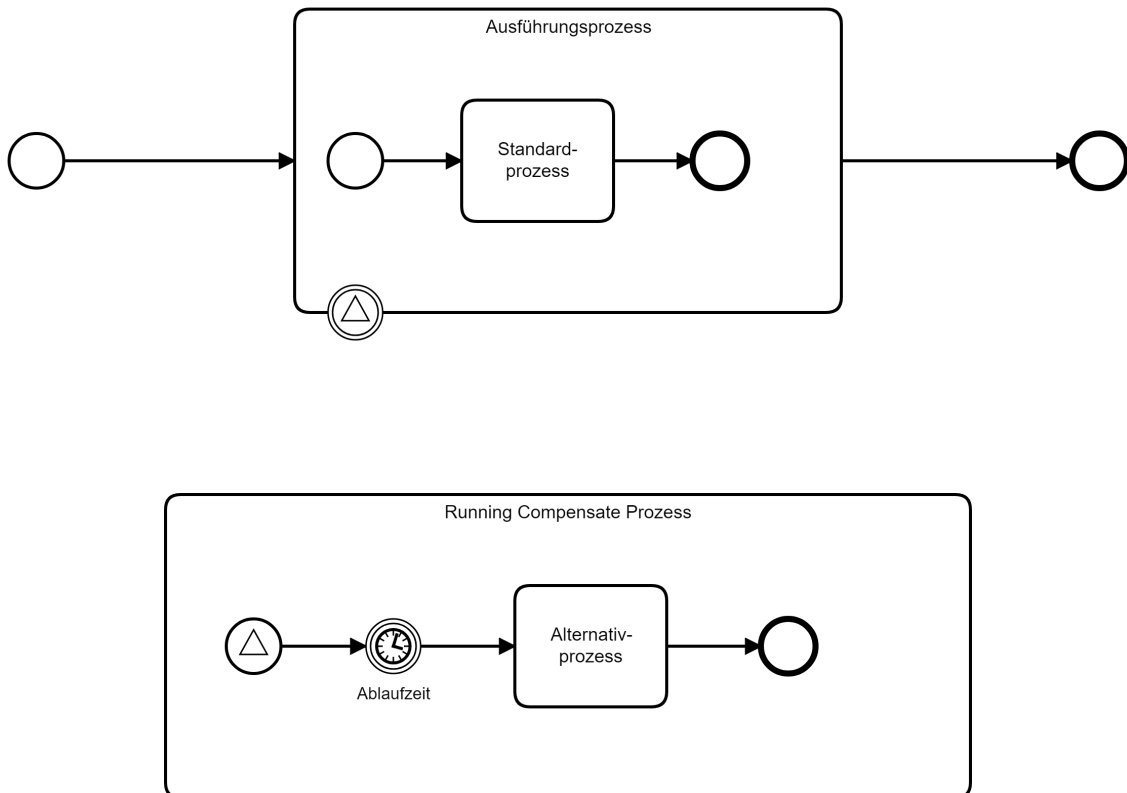 Ausführungsprozess
Standard-
prozess
Running Compensate Prozess
Alternativ-
prozess
Ablaufzeit